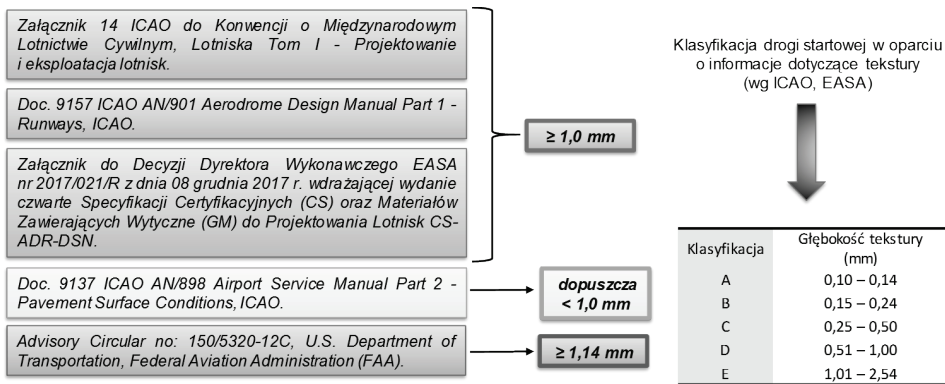 Załącznik 14 ICAO do Konwencji o Międzynarodowym
Lotnictwie Cywilnym, Lotniska Tom I - Projektowanie
i eksploatacja lotnisk.
Doc. 9157 ICAO AN/901 Aerodrome Design Manual Part 1 -
Runways, ICAO.
Załącznik do Decyzji Dyrektora Wykonawczego EASA
nr 2017/021/R z dnia 08 grudnia 2017 r. wdrażającej wydanie
czwarte Specyfikacji Certyfikacyjnych (CS) oraz Materiałów
Zawierających Wytyczne (GM) do Projektowania Lotnisk CS-
ADR-DSN.
≥ 1,0 mm
Doc. 9137 ICAO AN/898 Airport Service Manual Part 2 -
Pavement Surface Conditions, ICAO.
dopuszcza
< 1,0 mm
Advisory Circular no: 150/5320-12C, U.S. Department of
Transportation, Federal Aviation Administration (FAA).
≥ 1,14 mm
Klasyfikacja drogi startowej w oparciu
o informacje dotyczące tekstury
(wg ICAO, EASA)
Klasyfikacja Głębokość tekstury
(mm)
A 0,10 – 0,14
B 0,15 – 0,24
C 0,25 – 0,50
D 0,51 – 1,00
E 1,01 – 2,54